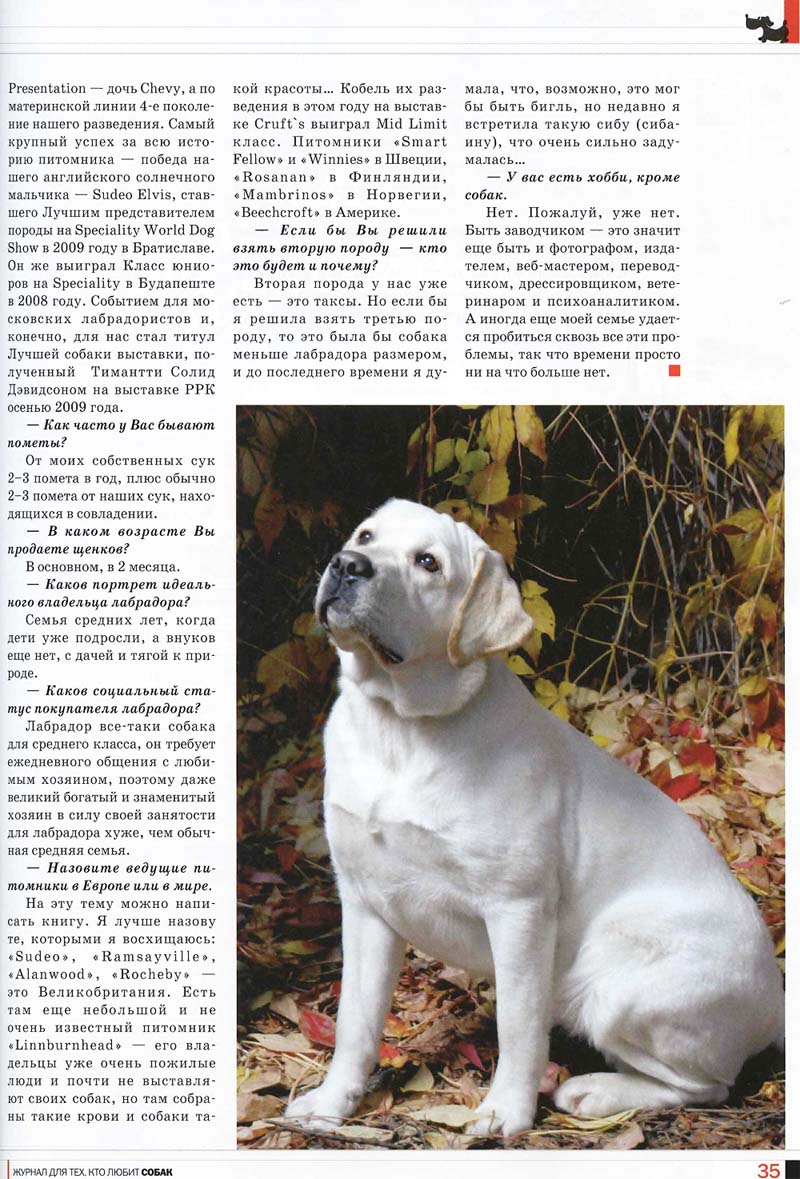 Presentation — дочь Chevy, а по
материнской линии 4-е поколе-
ние нашего разведения. Самый
крупный успех за всю исто-
рию питомника — победа на-
шего английского солнечного
мальчика — Sudeo Elvis, став-
шего Лучшим представителем
породы на Speciality World Dog
Show в 2009 году в Братиславе.
Он же выиграл Класс юнио-
ров на Speciality в Будапеште
в 2008 году. Событием для мо-
сковских лабрадористов и,
конечно, для нас стал титул
Лучшей собаки выставки, по-
лученный Тимантти Солид
Дэвидсоном на выставке РРК
осенью 2009 года.
— Как часто у Вас бывают
пометы?
От моих собственных сук
2–3 помета в год, плюс обычно
2–3 помета от наших сук, нахо-
дящихся в совладении.
— В каком возрасте Вы
продаете щенков?
В основном, в 2 месяца.
— Каков портрет идеаль-
ного владельца лабрадора?
Семья средних лет, когда
дети уже подросли, а внуков
еще нет, с дачей и тягой к при-
роде.
— Каков социальный ста-
тус покупателя лабрадора?
Лабрадор все-таки собака
для среднего класса, он требует
ежедневного общения с люби-
мым хозяином, поэтому даже
великий богатый и знаменитый
хозяин в силу своей занятости
для лабрадора хуже, чем обыч-
ная средняя семья.
— Назовите ведущие пи-
томники в Европе или в мире.
На эту тему можно напи-
сать книгу. Я лучше назову
те, которыми я восхищаюсь:
«Sudeo», «Ramsayville»,
«Alanwood», «Rocheby» —
это Великобритания. Есть
там еще небольшой и не
очень известный питомник
«Linnburnhead» — его вла-
дельцы уже очень пожилые
люди и почти не выставля-
ют своих собак, но там собра-
ны такие крови и собаки та-
кой красоты... Кобель их раз-
ведения в этом году на выстав-
ке Cruft`s выиграл Mid Limit
класс. Питомники «Smart
Fellow» и «Winnies» в Швеции,
«Rosanan» в Финляндии,
«Mambrinos» в Норвегии,
«Beechcroft» в Америке.
— Если бы Вы решили
взять вторую породу — кто
это будет и почему?
Вторая порода у нас уже
есть — это таксы. Но если бы
я решила взять третью по-
роду, то это была бы собака
меньше лабрадора размером,
и до последнего времени я ду-
мала, что, возможно, это мог
бы быть бигль, но недавно я
встретила такую сибу (сиба-
ину), что очень сильно заду-
малась...
— У вас есть хобби, кроме
собак.
Нет. Пожалуй, уже нет.
Быть заводчиком — это значит
еще быть и фотографом, изда-
телем, веб-мастером, перевод-
чиком, дрессировщиком, вете-
ринаром и психоаналитиком.
А иногда еще моей семье удает-
ся пробиться сквозь все эти про-
блемы, так что времени просто
ни на что больше нет.
ЖУРНАЛ ДЛЯ ТЕХ, КТО ЛЮБИТ СОБАК
35